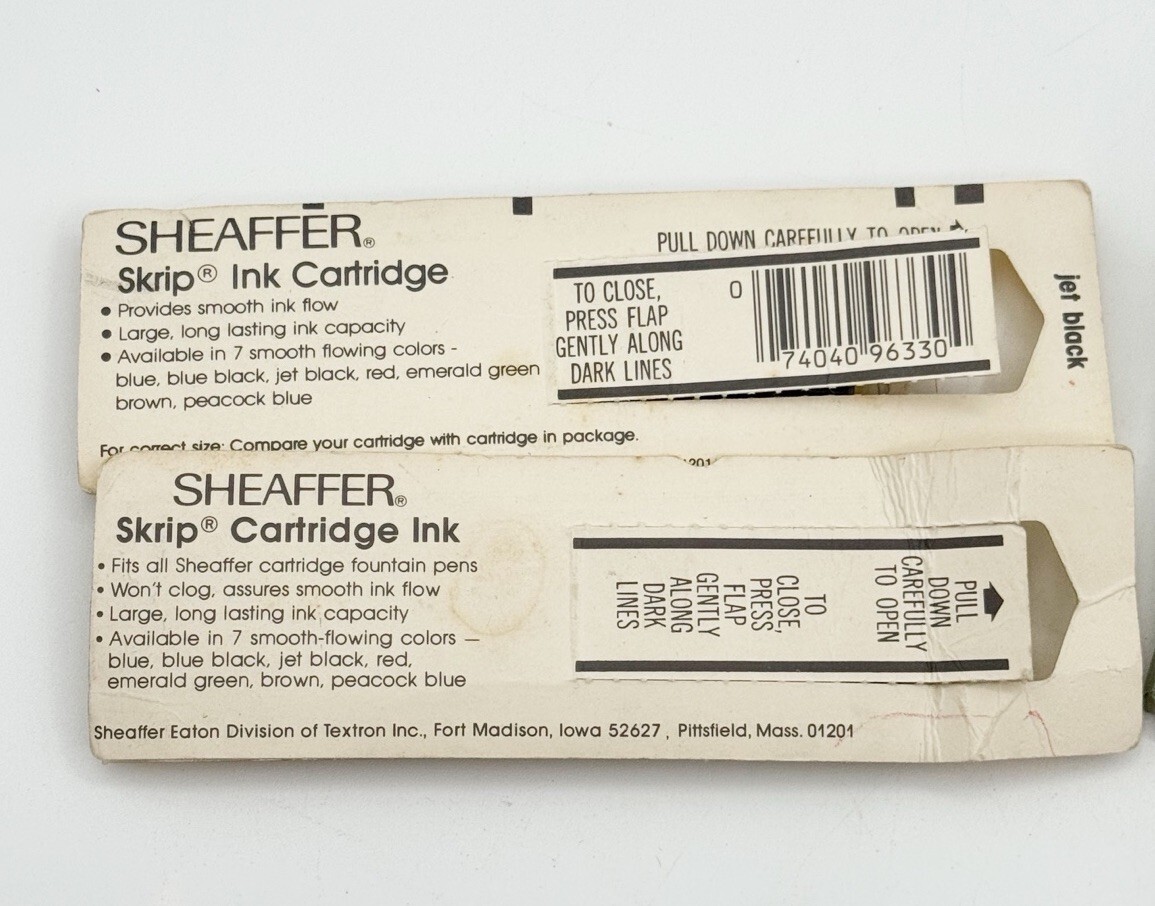 SHEAFFER®
Skrip® Ink Cartridge
• Provides smooth ink flow
• Large, long lasting ink capacity
• Available in 7 smooth flowing colors -
blue, blue black, jet black, red, emerald green
brown, peacock blue
For correct size: Compare your cartridge with cartridge in package.
PULL DOWN CAREFULLY TO OPEN
TO CLOSE,
PRESS FLAP
GENTLY ALONG
DARK LINES
0 74040 96330
jet black
1201
SHEAFFER®
Skrip® Cartridge Ink
• Fits all Sheaffer cartridge fountain pens
• Won't clog, assures smooth ink flow
• Large, long lasting ink capacity
• Available in 7 smooth-flowing colors —
blue, blue black, jet black, red,
emerald green, brown, peacock blue
Sheaffer Eaton Division of Textron Inc., Fort Madison, Iowa 52627, Pittsfield, Mass. 01201
PULL
DOWN
CAREFULLY
TO OPEN
TO
CLOSE,
PRESS
FLAP
GENTLY
ALONG
DARK
LINES